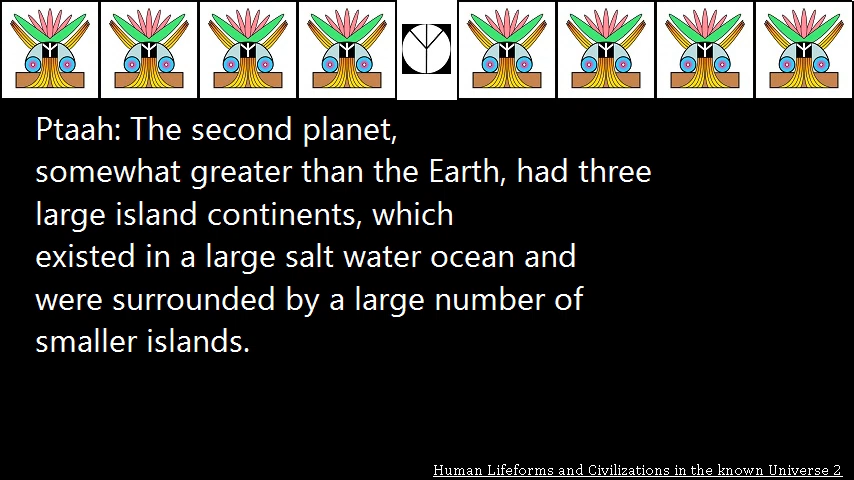 Ptaah: The second planet,
somewhat greater than the Earth, had three
large island continents, which
existed in a large salt water ocean and
were surrounded by a large number of
smaller islands.
Human Lifeforms and Civilizations in the known Universe 2